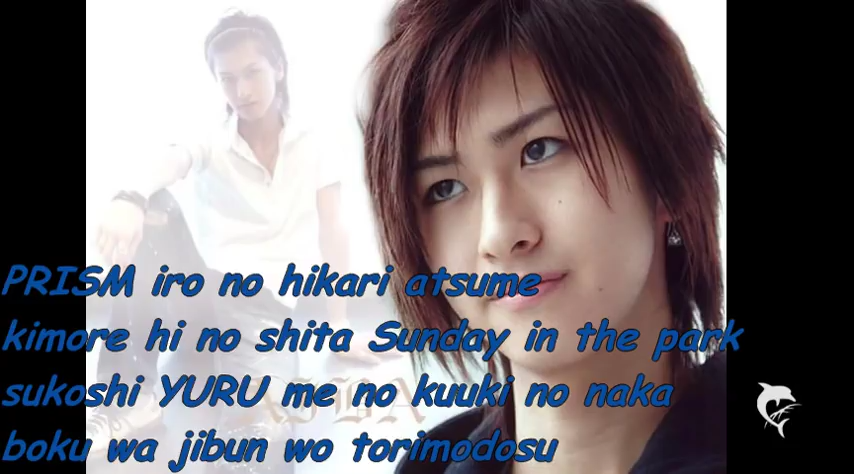 PRISM iro no hikari atsume
kimore hi no shita Sunday in the park
sukoshi YURU me no kuuki no naka
boku wa jibun wo torimodosu